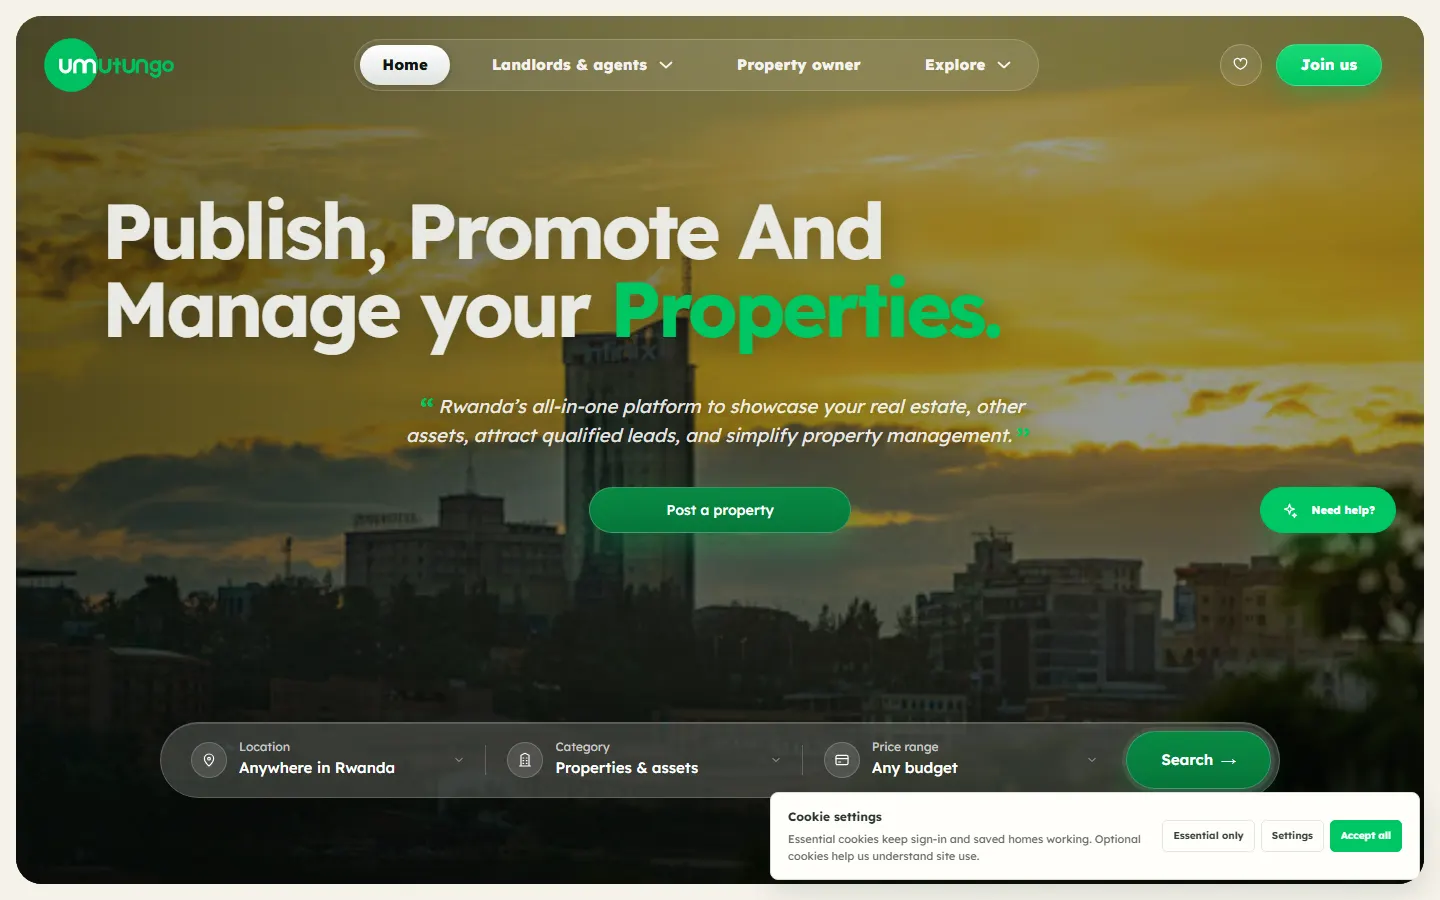 umutungo
Home
Landlords & agents
Property owner
Explore
Join us
Publish, Promote And
Manage your Properties.
“ Rwanda’s all-in-one platform to showcase your real estate, other
assets, attract qualified leads, and simplify property management. ”
Post a property
Need help?
Location
Anywhere in Rwanda
Category
Properties & assets
Price range
Any budget
Search →
Cookie settings
Essential cookies keep sign-in and saved homes working. Optional
cookies help us understand site use.
Essential only
Settings
Accept all